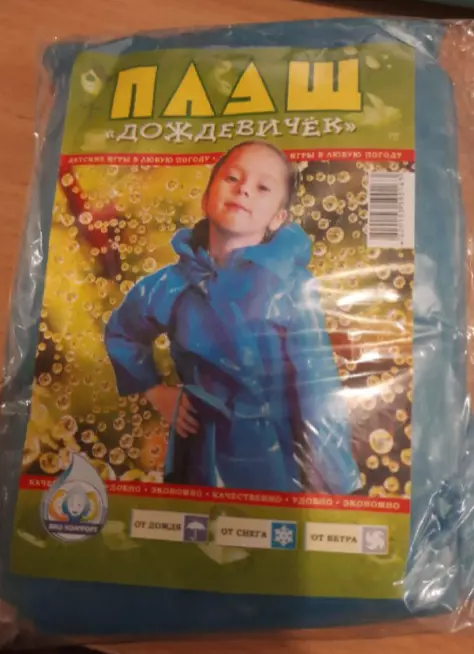 ПЛАЩ
«ДОЖДЕВИЧЁК»
ДЕТСКИЕ ИГРЫ В ЛЮБУЮ ПОГОДУ • ИГРЫ В ЛЮБУЮ ПОГОДУ
УДОБНО • ЭКОНОМНО • КАЧЕСТВЕННО • УДОБНО • ЭКОНОМНО
ОТ ДОЖДЯ
ОТ СНЕГА
ОТ ВЕТРА